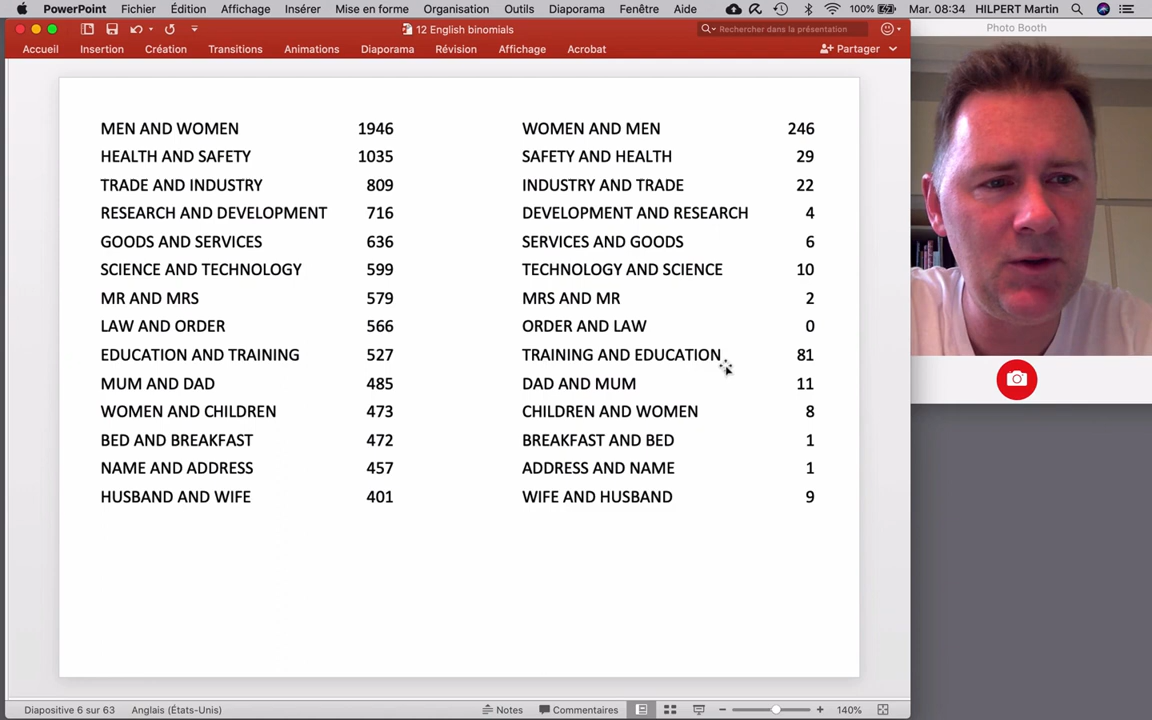 PowerPoint Fichier Édition Affichage Insérer Mise en forme Organisation Outils Diaporama Fenêtre Aide 100% Mar. 08:34 HILPERT Martin
12 English binomials
Rechercher dans la présentation
Photo Booth
Accueil Insertion Création Transitions Animations Diaporama Révision Affichage Acrobat Partager
MEN AND WOMEN 1946 WOMEN AND MEN 246
HEALTH AND SAFETY 1035 SAFETY AND HEALTH 29
TRADE AND INDUSTRY 809 INDUSTRY AND TRADE 22
RESEARCH AND DEVELOPMENT 716 DEVELOPMENT AND RESEARCH 4
GOODS AND SERVICES 636 SERVICES AND GOODS 6
SCIENCE AND TECHNOLOGY 599 TECHNOLOGY AND SCIENCE 10
MR AND MRS 579 MRS AND MR 2
LAW AND ORDER 566 ORDER AND LAW 0
EDUCATION AND TRAINING 527 TRAINING AND EDUCATION 81
MUM AND DAD 485 DAD AND MUM 11
WOMEN AND CHILDREN 473 CHILDREN AND WOMEN 8
BED AND BREAKFAST 472 BREAKFAST AND BED 1
NAME AND ADDRESS 457 ADDRESS AND NAME 1
HUSBAND AND WIFE 401 WIFE AND HUSBAND 9
Diapositive 6 sur 63 Anglais (États-Unis) Notes Commentaires 140%